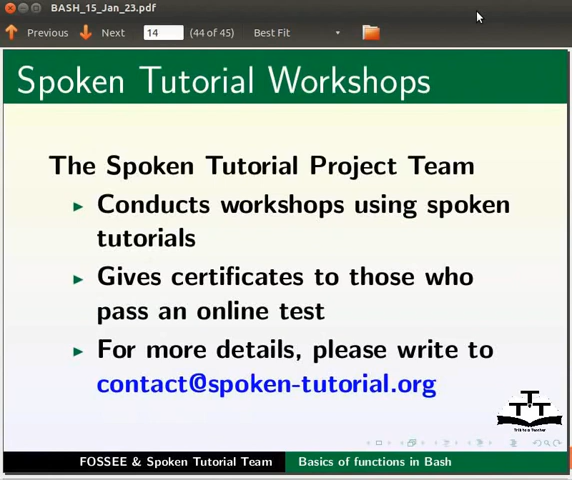 BASH_15_Jan_23.pdf
Previous Next 14 (44 of 45) Best Fit
Spoken Tutorial Workshops
The Spoken Tutorial Project Team
Conducts workshops using spoken
tutorials
Gives certificates to those who
pass an online test
For more details, please write to
contact@spoken-tutorial.org
FOSSEE & Spoken Tutorial Team Basics of functions in Bash